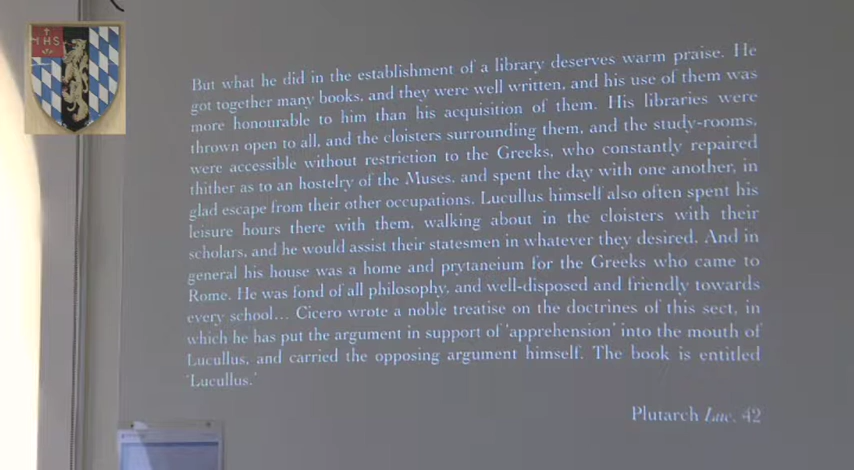 IHS
But what he did in the establishment of a library deserves warm praise. He
got together many books, and they were well written, and his use of them was
more honourable to him than his acquisition of them. His libraries were
thrown open to all, and the cloisters surrounding them, and the study-rooms,
were accessible without restriction to the Greeks, who constantly repaired
thither as to an hostelry of the Muses, and spent the day with one another, in
glad escape from their other occupations. Lucullus himself also often spent his
leisure hours there with them, walking about in the cloisters with their
scholars, and he would assist their statesmen in whatever they desired. And in
general his house was a home and prytaneium for the Greeks who came to
Rome. He was fond of all philosophy, and well-disposed and friendly towards
every school... Cicero wrote a noble treatise on the doctrines of this sect, in
which he has put the argument in support of 'apprehension' into the mouth of
Lucullus, and carried the opposing argument himself. The book is entitled
'Lucullus.'
Plutarch Luc. 42